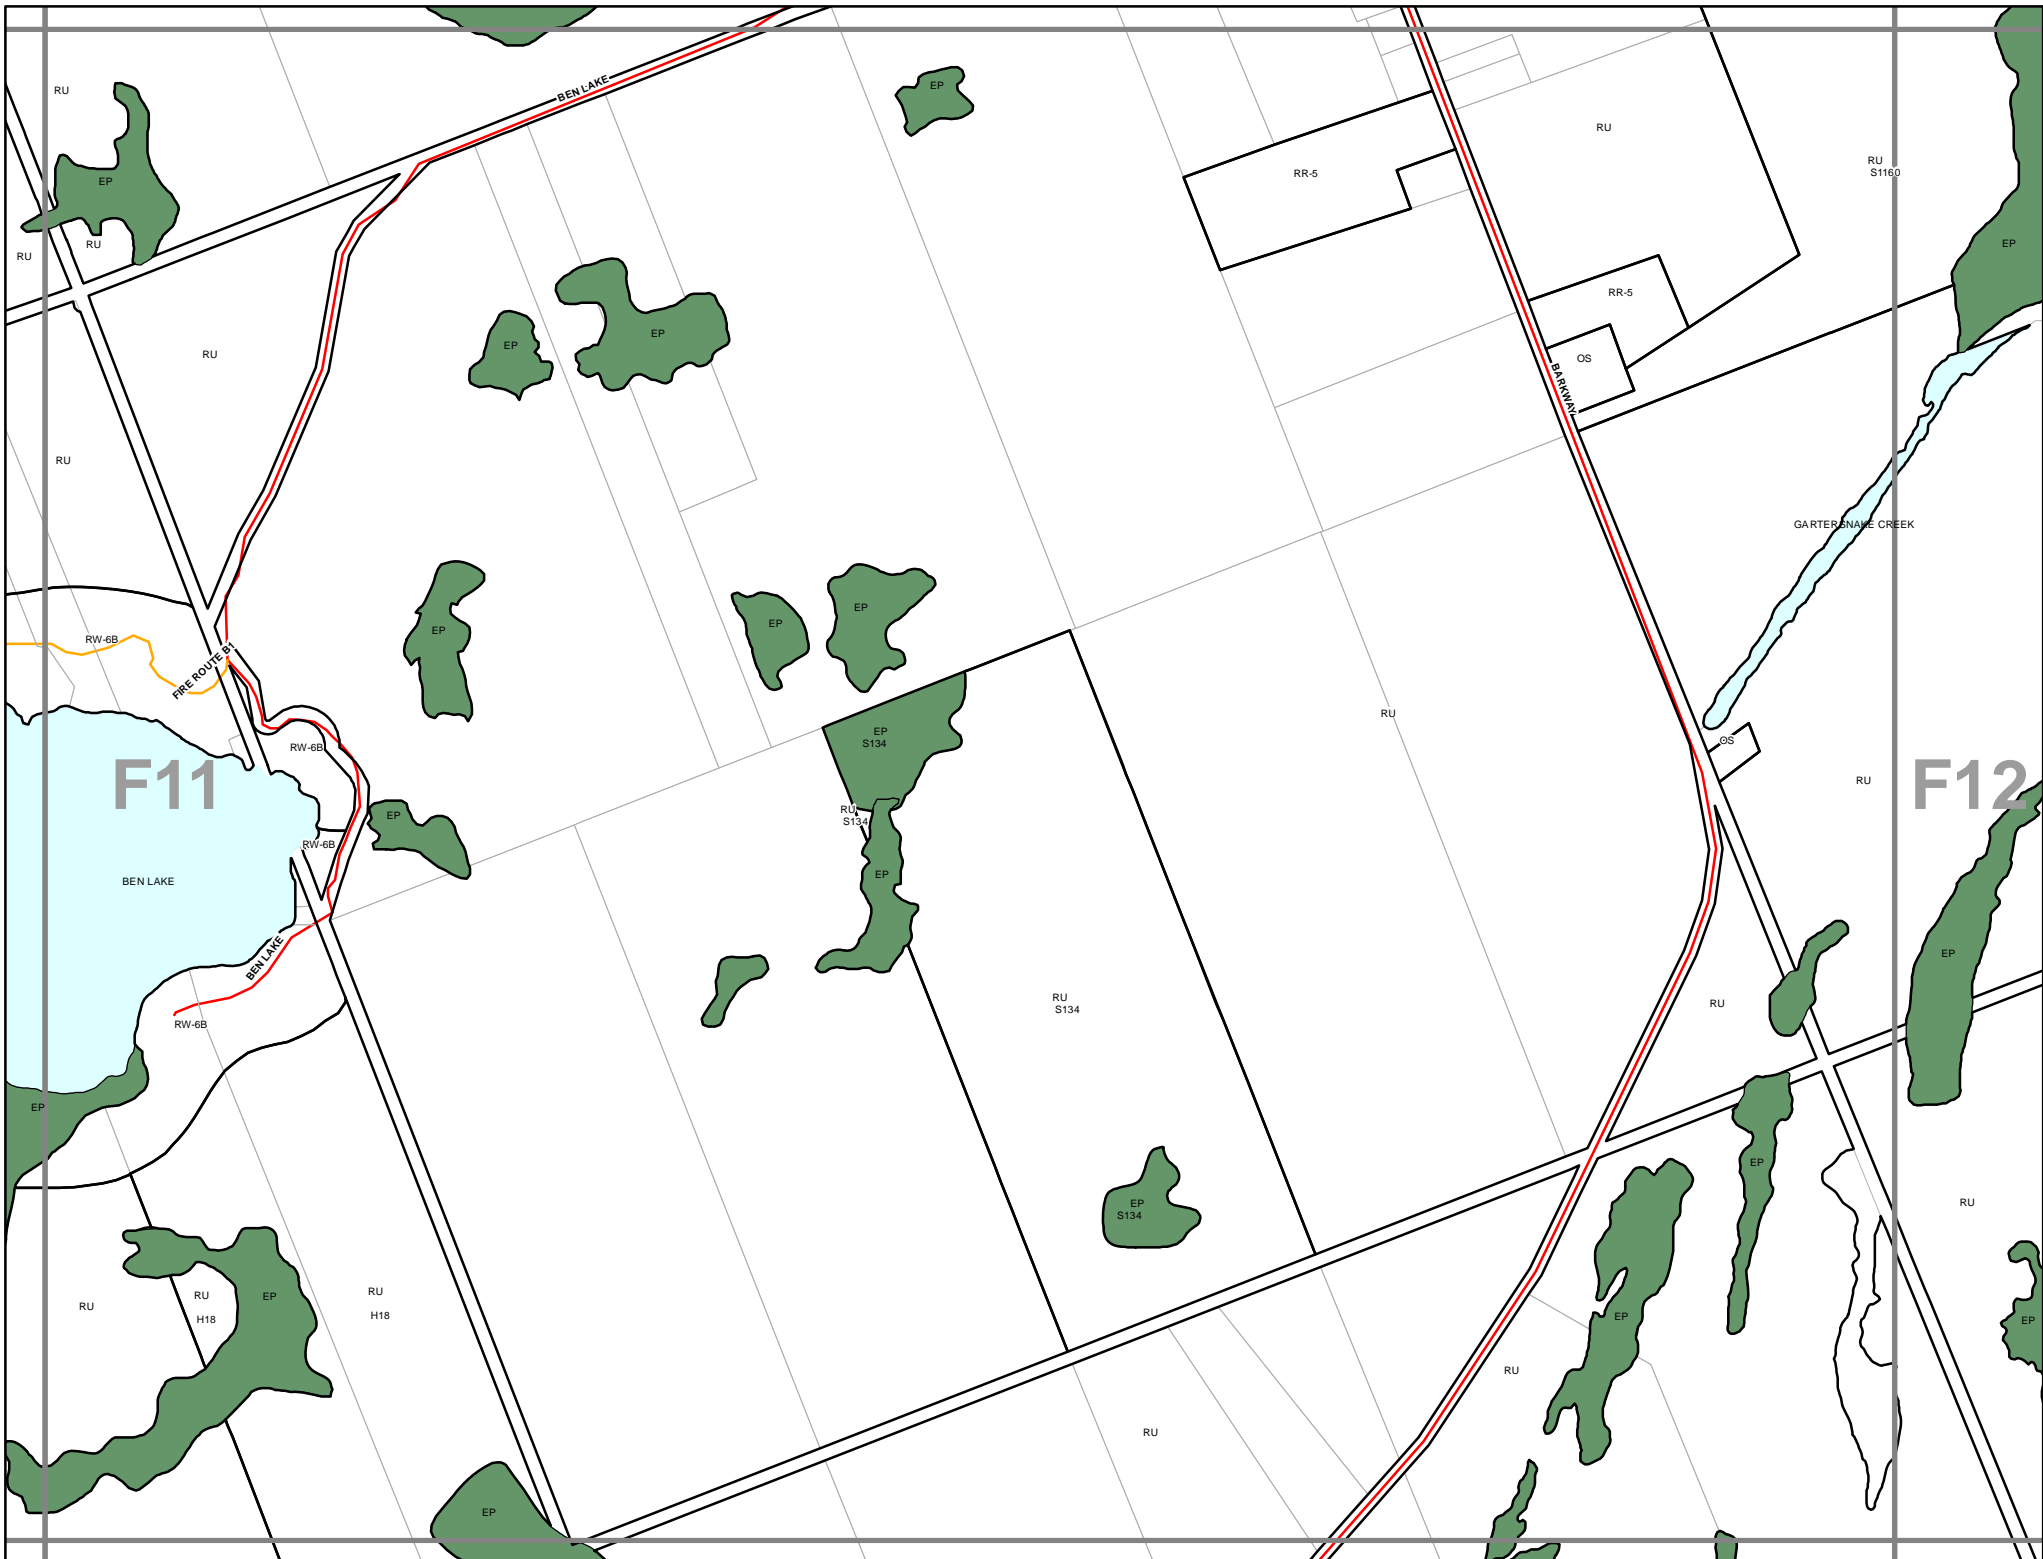 BEN LAKE
EP
RU
RU
RU
S1160
RR-5
EP
RU
EP
RU
RR-5
EP
EP
RU
OS
BARKWAY
RU
GARTERSNAKE CREEK
EP
EP
EP
RW-6B
FIRE ROUTE B1
RU
EP
S134
OS
RW-6B
F11
F12
RU
RU
S134
EP
RW-6B
EP
BEN LAKE
EP
BEN LAKE
RU
S134
RU
RW-6B
EP
EP
RU
EP
S134
RU
H18
RU
H18
EP
RU
EP
EP
RU
RU
EP